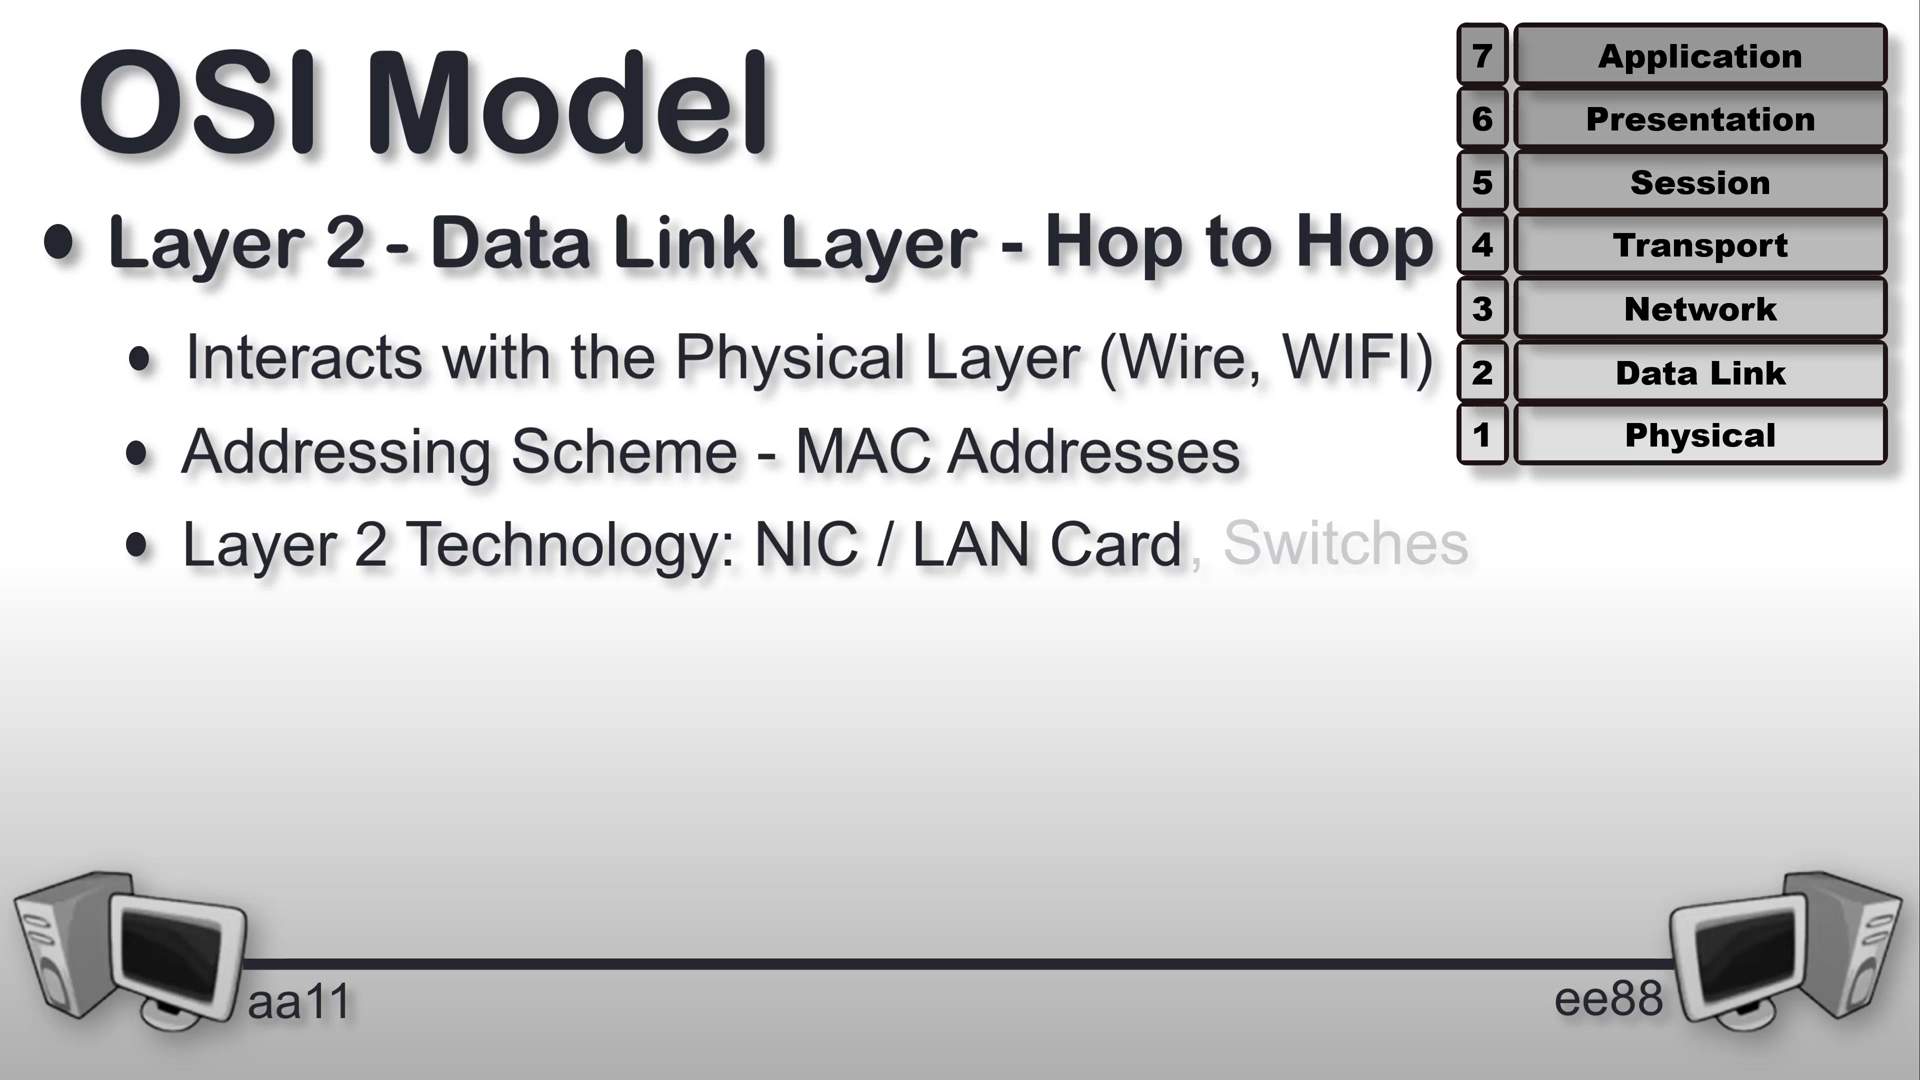 OSI Model
• Layer 2 - Data Link Layer - Hop to Hop
• Interacts with the Physical Layer (Wire, WIFI)
• Addressing Scheme - MAC Addresses
• Layer 2 Technology: NIC / LAN Card, Switches
7 Application
6 Presentation
5 Session
4 Transport
3 Network
2 Data Link
1 Physical
aa11
ee88